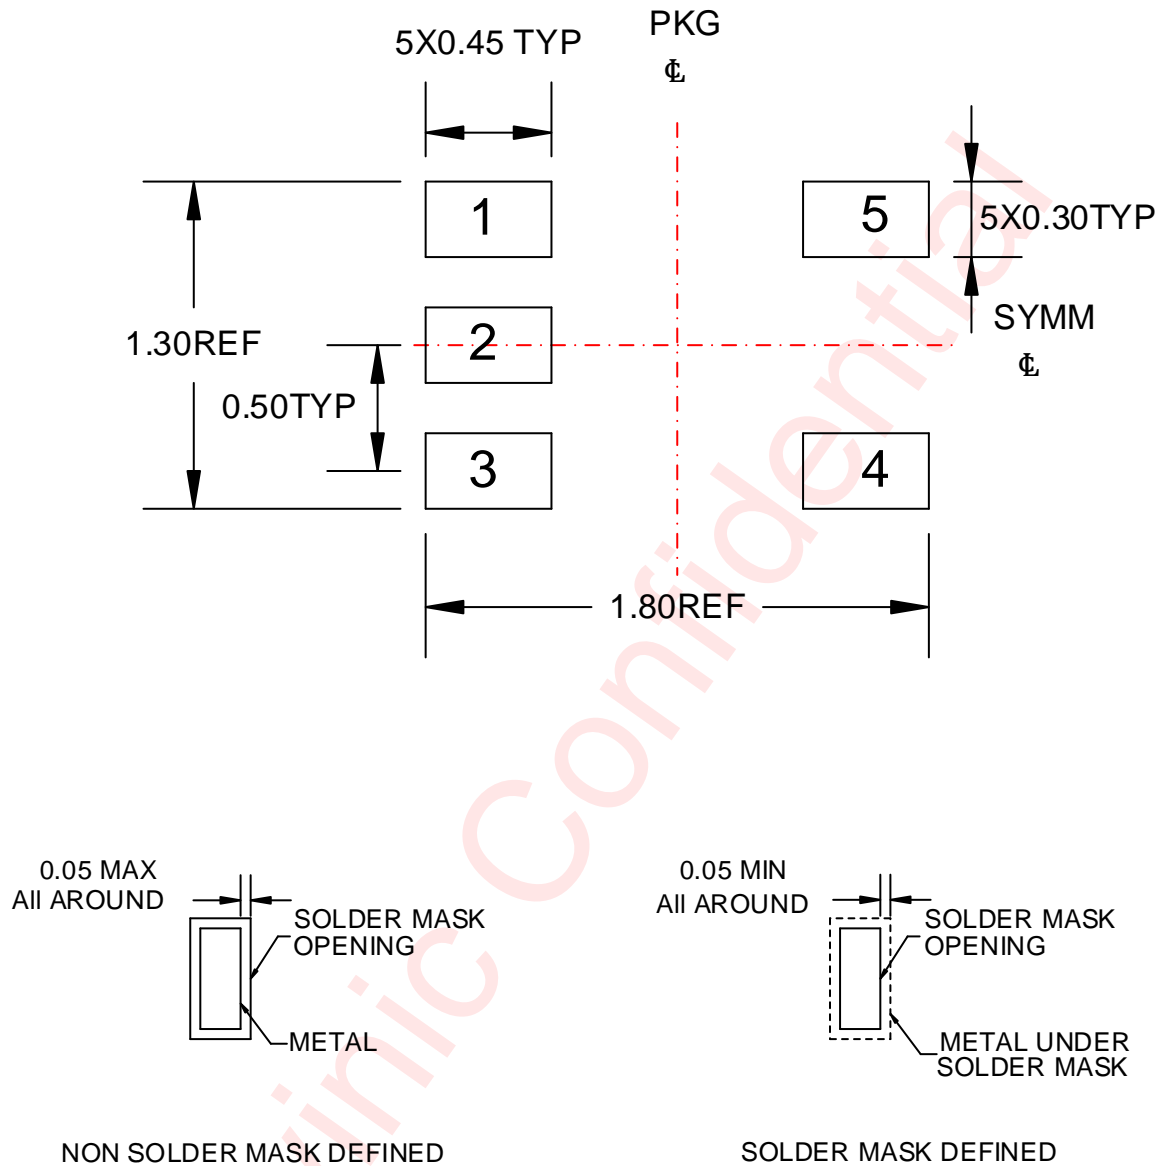 PKG
℄
5X0.45 TYP
1
5
5X0.30TYP
SYMM
℄
1.30REF
2
0.50TYP
3
4
1.80REF
0.05 MAX
All AROUND
SOLDER MASK
OPENING
METAL
NON SOLDER MASK DEFINED
0.05 MIN
All AROUND
SOLDER MASK
OPENING
METAL UNDER
SOLDER MASK
SOLDER MASK DEFINED
Confidential